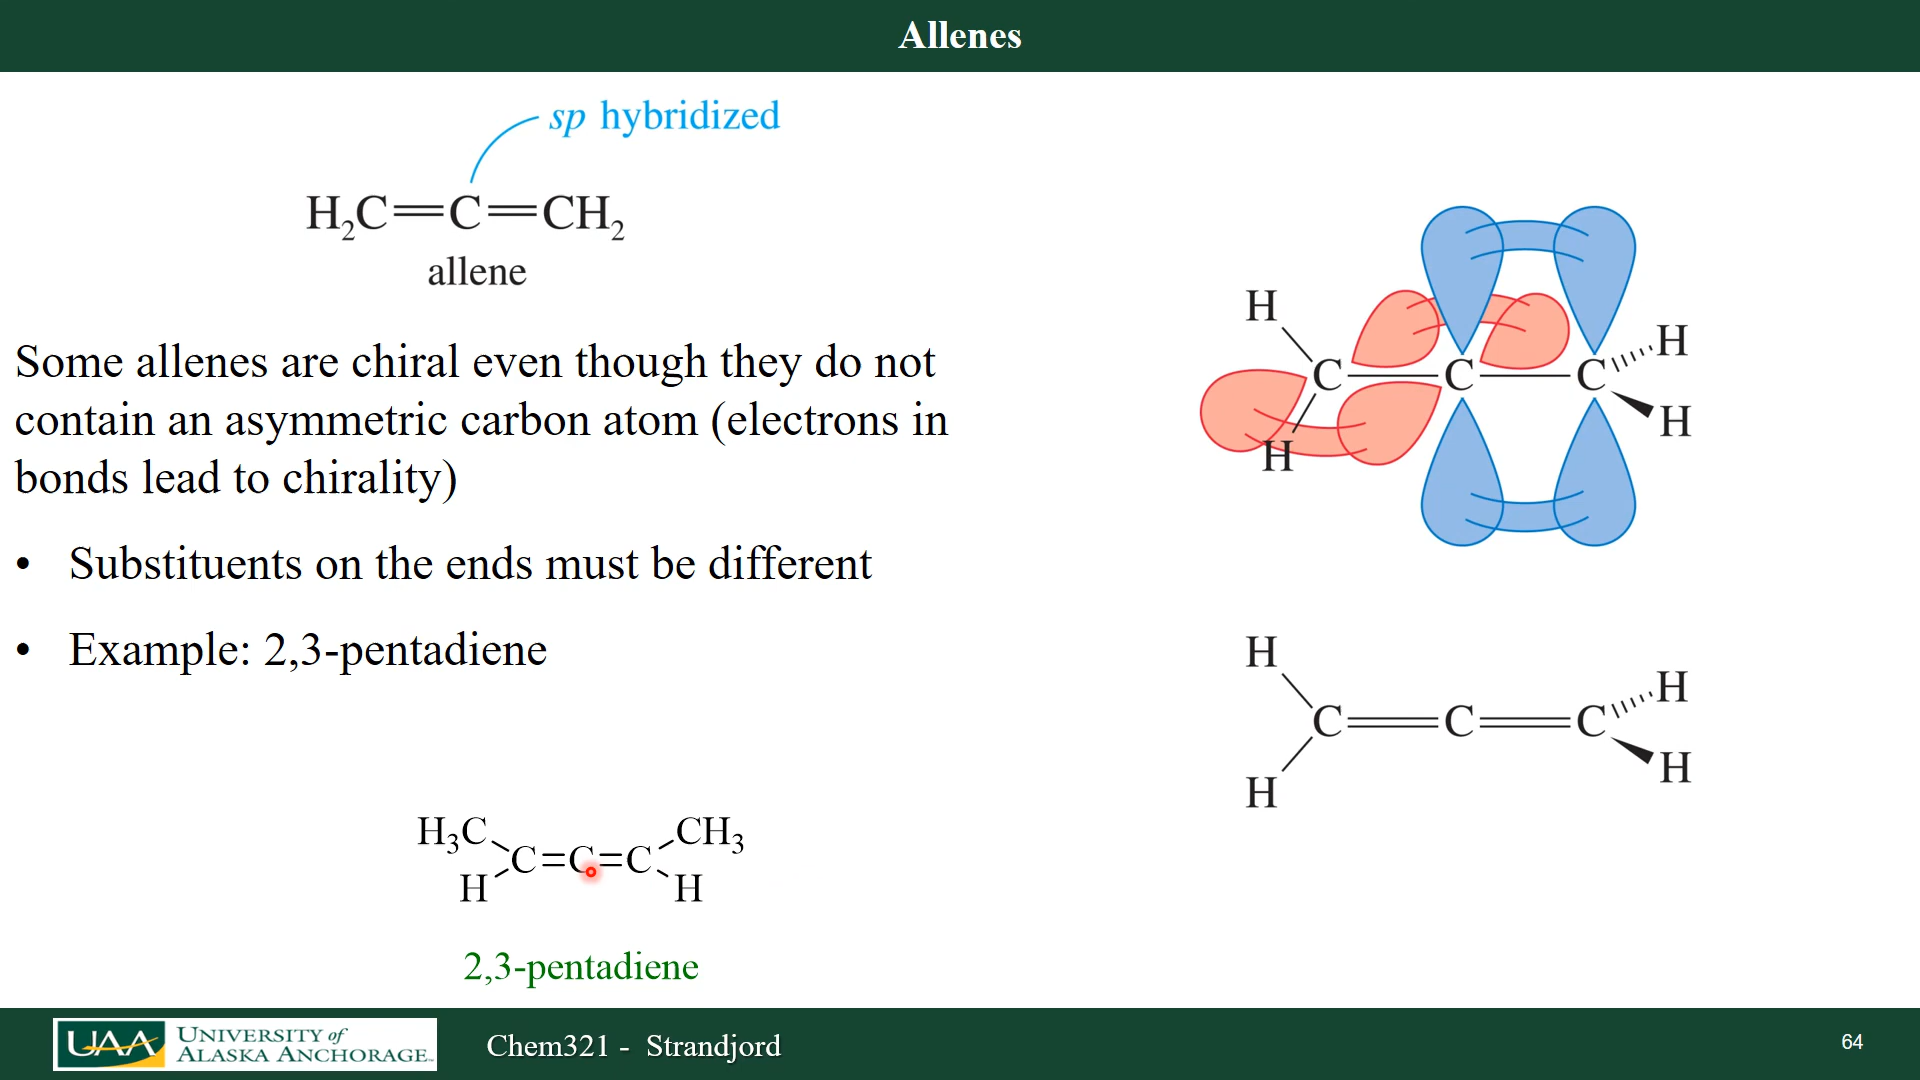 Allenes
sp hybridized
H₂C=C=CH₂
allene
Some allenes are chiral even though they do not
contain an asymmetric carbon atom (electrons in
bonds lead to chirality)
• Substituents on the ends must be different
• Example: 2,3-pentadiene
H₃C CH₃
C=C=C
H H
2,3-pentadiene
H
H
C C C
H
H
H
H
C C C
H
H
UAA UNIVERSITY of
ALASKA ANCHORAGE
Chem321 - Strandjord
64